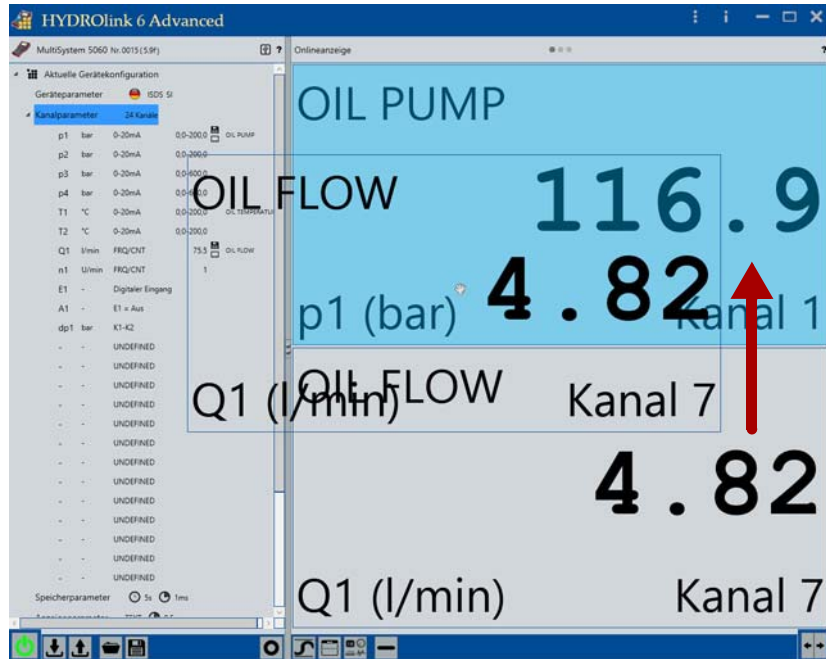 HYDROlink 6 Advanced
MultiSystem 5060 Nr.0015 (5.9f)
?
Onlineanzeige
?
Aktuelle Gerätekonfiguration
Geräteparameter ISDS SI
Kanalparameter 24 Kanäle
p1 bar 0-20mA 0,0-200,0 OIL PUMP
p2 bar 0-20mA 0,0-200,0
p3 bar 0-20mA 0,0-600,0
p4 bar 0-20mA
T1 °C 0-20mA 0,0-200,0 OIL TEMPERATU
T2 °C 0-20mA 0,0-200,0
Q1 l/min FRQ/CNT 75.5 OIL FLOW
n1 U/min FRQ/CNT 1
E1 - Digitaler Eingang
A1 - E1 = Aus
dp1 bar K1-K2
- - UNDEFINED
- - UNDEFINED
- - UNDEFINED
- - UNDEFINED
- - UNDEFINED
- - UNDEFINED
- - UNDEFINED
- - UNDEFINED
- - UNDEFINED
- - UNDEFINED
- - UNDEFINED
- - UNDEFINED
- - UNDEFINED
Speicherparameter 5s 1ms
OIL PUMP
116.9
p1 (bar) Kanal 1
OIL FLOW
4.82
Q1 (l/min) Kanal 7
OIL FLOW
4.82
Q1 (l/min) Kanal 7